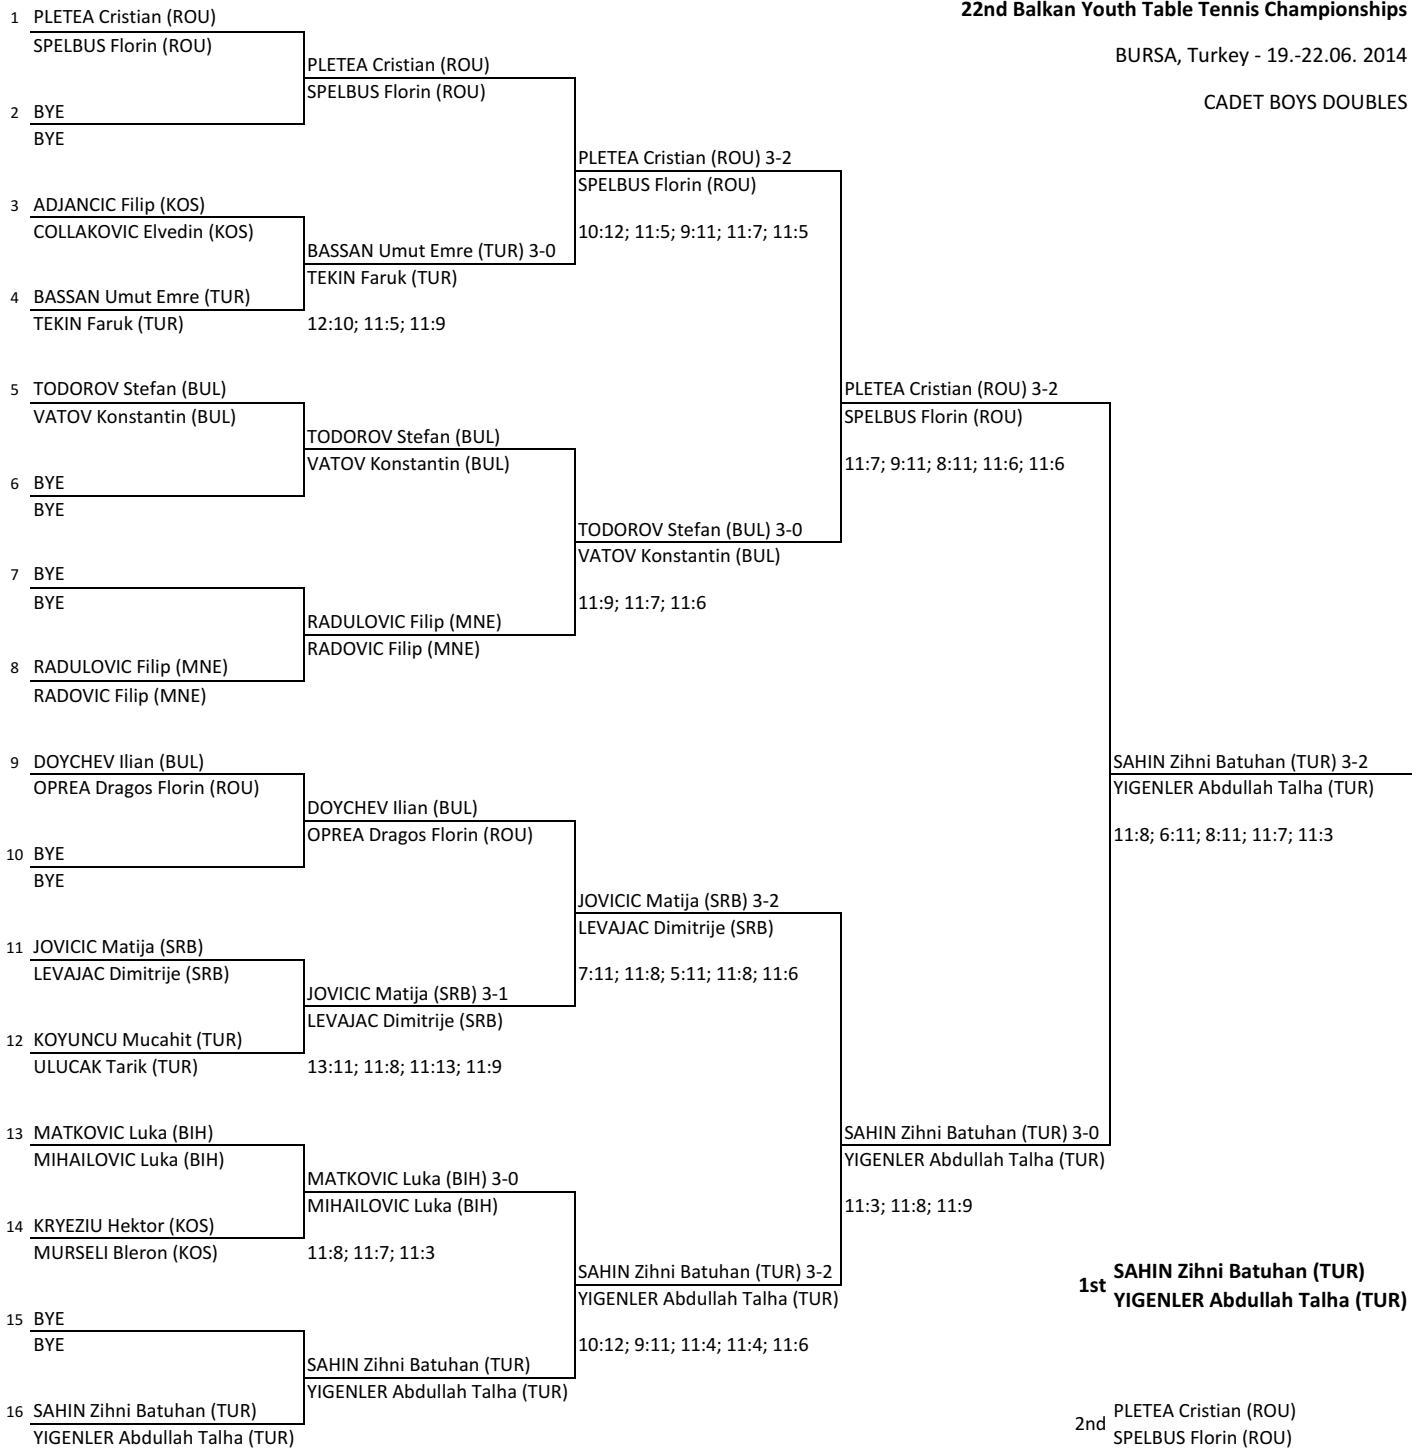 22nd Balkan Youth Table Tennis Championships
BURSA, Turkey - 19.-22.06. 2014
CADET BOYS DOUBLES
1 PLETEA Cristian (ROU)
SPELBUS Florin (ROU)
2 BYE
BYE
3 ADJANCIC Filip (KOS)
COLLAKOVIC Elvedin (KOS)
4 BASSAN Umut Emre (TUR)
TEKIN Faruk (TUR)
5 TODOROV Stefan (BUL)
VATOV Konstantin (BUL)
6 BYE
BYE
7 BYE
BYE
8 RADULOVIC Filip (MNE)
RADOVIC Filip (MNE)
9 DOYCHEV Ilian (BUL)
OPREA Dragos Florin (ROU)
10 BYE
BYE
11 JOVICIC Matija (SRB)
LEVAJAC Dimitrije (SRB)
12 KOYUNCU Mucahit (TUR)
ULUCAK Tarik (TUR)
13 MATKOVIC Luka (BIH)
MIHAILOVIC Luka (BIH)
14 KRYEZIU Hektor (KOS)
MURSELI Bleron (KOS)
15 BYE
BYE
16 SAHIN Zihni Batuhan (TUR)
YIGENLER Abdullah Talha (TUR)
PLETEA Cristian (ROU)
SPELBUS Florin (ROU)
BASSAN Umut Emre (TUR) 3-0
TEKIN Faruk (TUR)
12:10; 11:5; 11:9
TODOROV Stefan (BUL)
VATOV Konstantin (BUL)
RADULOVIC Filip (MNE)
RADOVIC Filip (MNE)
DOYCHEV Ilian (BUL)
OPREA Dragos Florin (ROU)
JOVICIC Matija (SRB) 3-1
LEVAJAC Dimitrije (SRB)
13:11; 11:8; 11:13; 11:9
MATKOVIC Luka (BIH) 3-0
MIHAILOVIC Luka (BIH)
11:8; 11:7; 11:3
SAHIN Zihni Batuhan (TUR)
YIGENLER Abdullah Talha (TUR)
PLETEA Cristian (ROU) 3-2
SPELBUS Florin (ROU)
10:12; 11:5; 9:11; 11:7; 11:5
TODOROV Stefan (BUL) 3-0
VATOV Konstantin (BUL)
11:9; 11:7; 11:6
JOVICIC Matija (SRB) 3-2
LEVAJAC Dimitrije (SRB)
7:11; 11:8; 5:11; 11:8; 11:6
SAHIN Zihni Batuhan (TUR) 3-2
YIGENLER Abdullah Talha (TUR)
10:12; 9:11; 11:4; 11:4; 11:6
PLETEA Cristian (ROU) 3-2
SPELBUS Florin (ROU)
11:7; 9:11; 8:11; 11:6; 11:6
SAHIN Zihni Batuhan (TUR) 3-0
YIGENLER Abdullah Talha (TUR)
11:3; 11:8; 11:9
SAHIN Zihni Batuhan (TUR) 3-2
YIGENLER Abdullah Talha (TUR)
11:8; 6:11; 8:11; 11:7; 11:3
1st SAHIN Zihni Batuhan (TUR)
YIGENLER Abdullah Talha (TUR)
2nd PLETEA Cristian (ROU)
SPELBUS Florin (ROU)